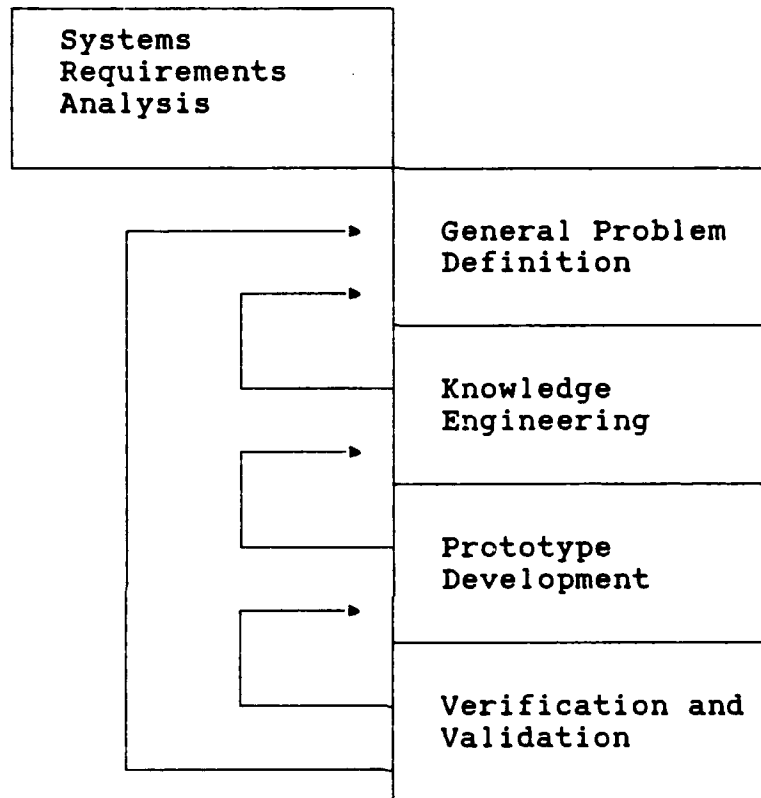 Systems
Requirements
Analysis
General Problem
Definition
Knowledge
Engineering
Prototype
Development
Verification and
Validation